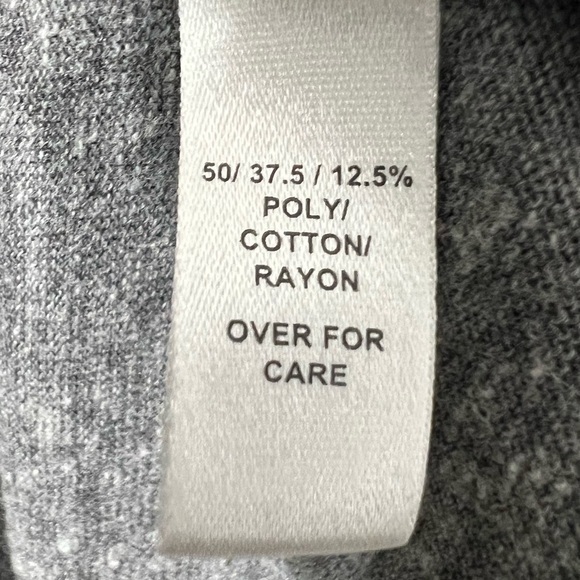 50/ 37.5 / 12.5%
POLY/
COTTON/
RAYON
OVER FOR
CARE